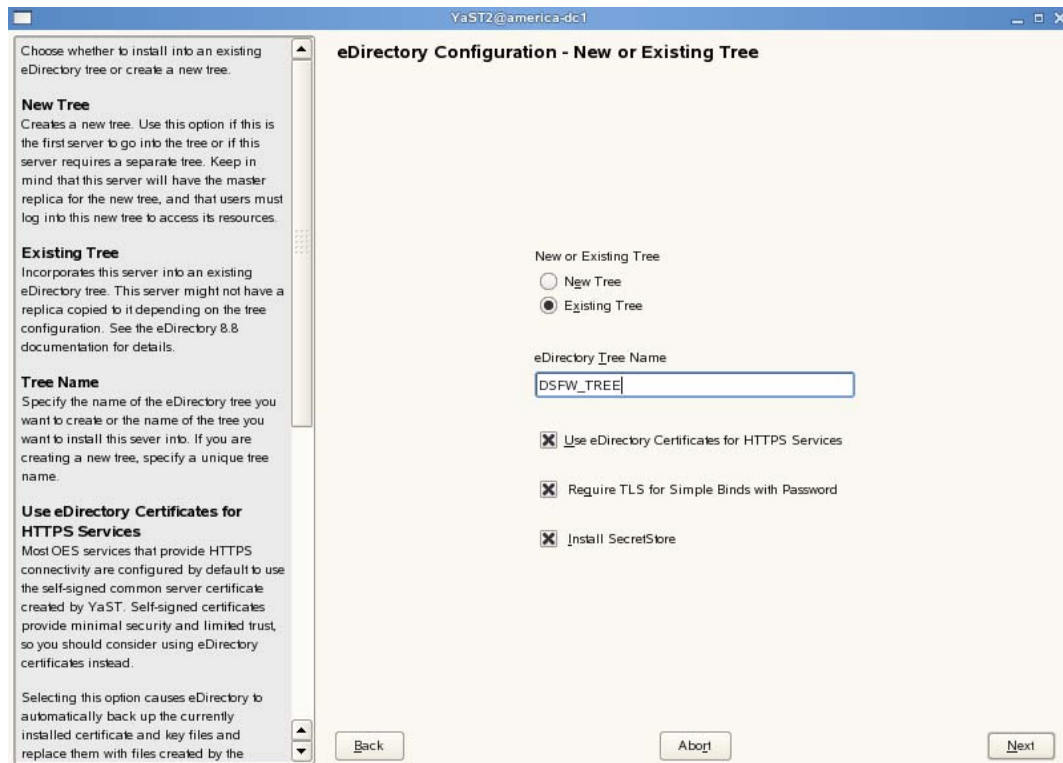 YaST2@america-dc1
Choose whether to install into an existing
eDirectory tree or create a new tree.
New Tree
Creates a new tree. Use this option if this is
the first server to go into the tree or if this
server requires a separate tree. Keep in
mind that this server will have the master
replica for the new tree, and that users must
log into this new tree to access its resources.
Existing Tree
Incorporates this server into an existing
eDirectory tree. This server might not have a
replica copied to it depending on the tree
configuration. See the eDirectory 8.8
documentation for details.
Tree Name
Specify the name of the eDirectory tree you
want to create or the name of the tree you
want to install this sever into. If you are
creating a new tree, specify a unique tree
name.
Use eDirectory Certificates for
HTTPS Services
Most OES services that provide HTTPS
connectivity are configured by default to use
the self-signed common server certificate
created by YaST. Self-signed certificates
provide minimal security and limited trust,
so you should consider using eDirectory
certificates instead.
Selecting this option causes eDirectory to
automatically back up the currently
installed certificate and key files and
replace them with files created by the
eDirectory Configuration - New or Existing Tree
New or Existing Tree
New Tree
Existing Tree
eDirectory Tree Name
DSFW_TREE
Use eDirectory Certificates for HTTPS Services
Require TLS for Simple Binds with Password
Install SecretStore
Back
Abort
Next